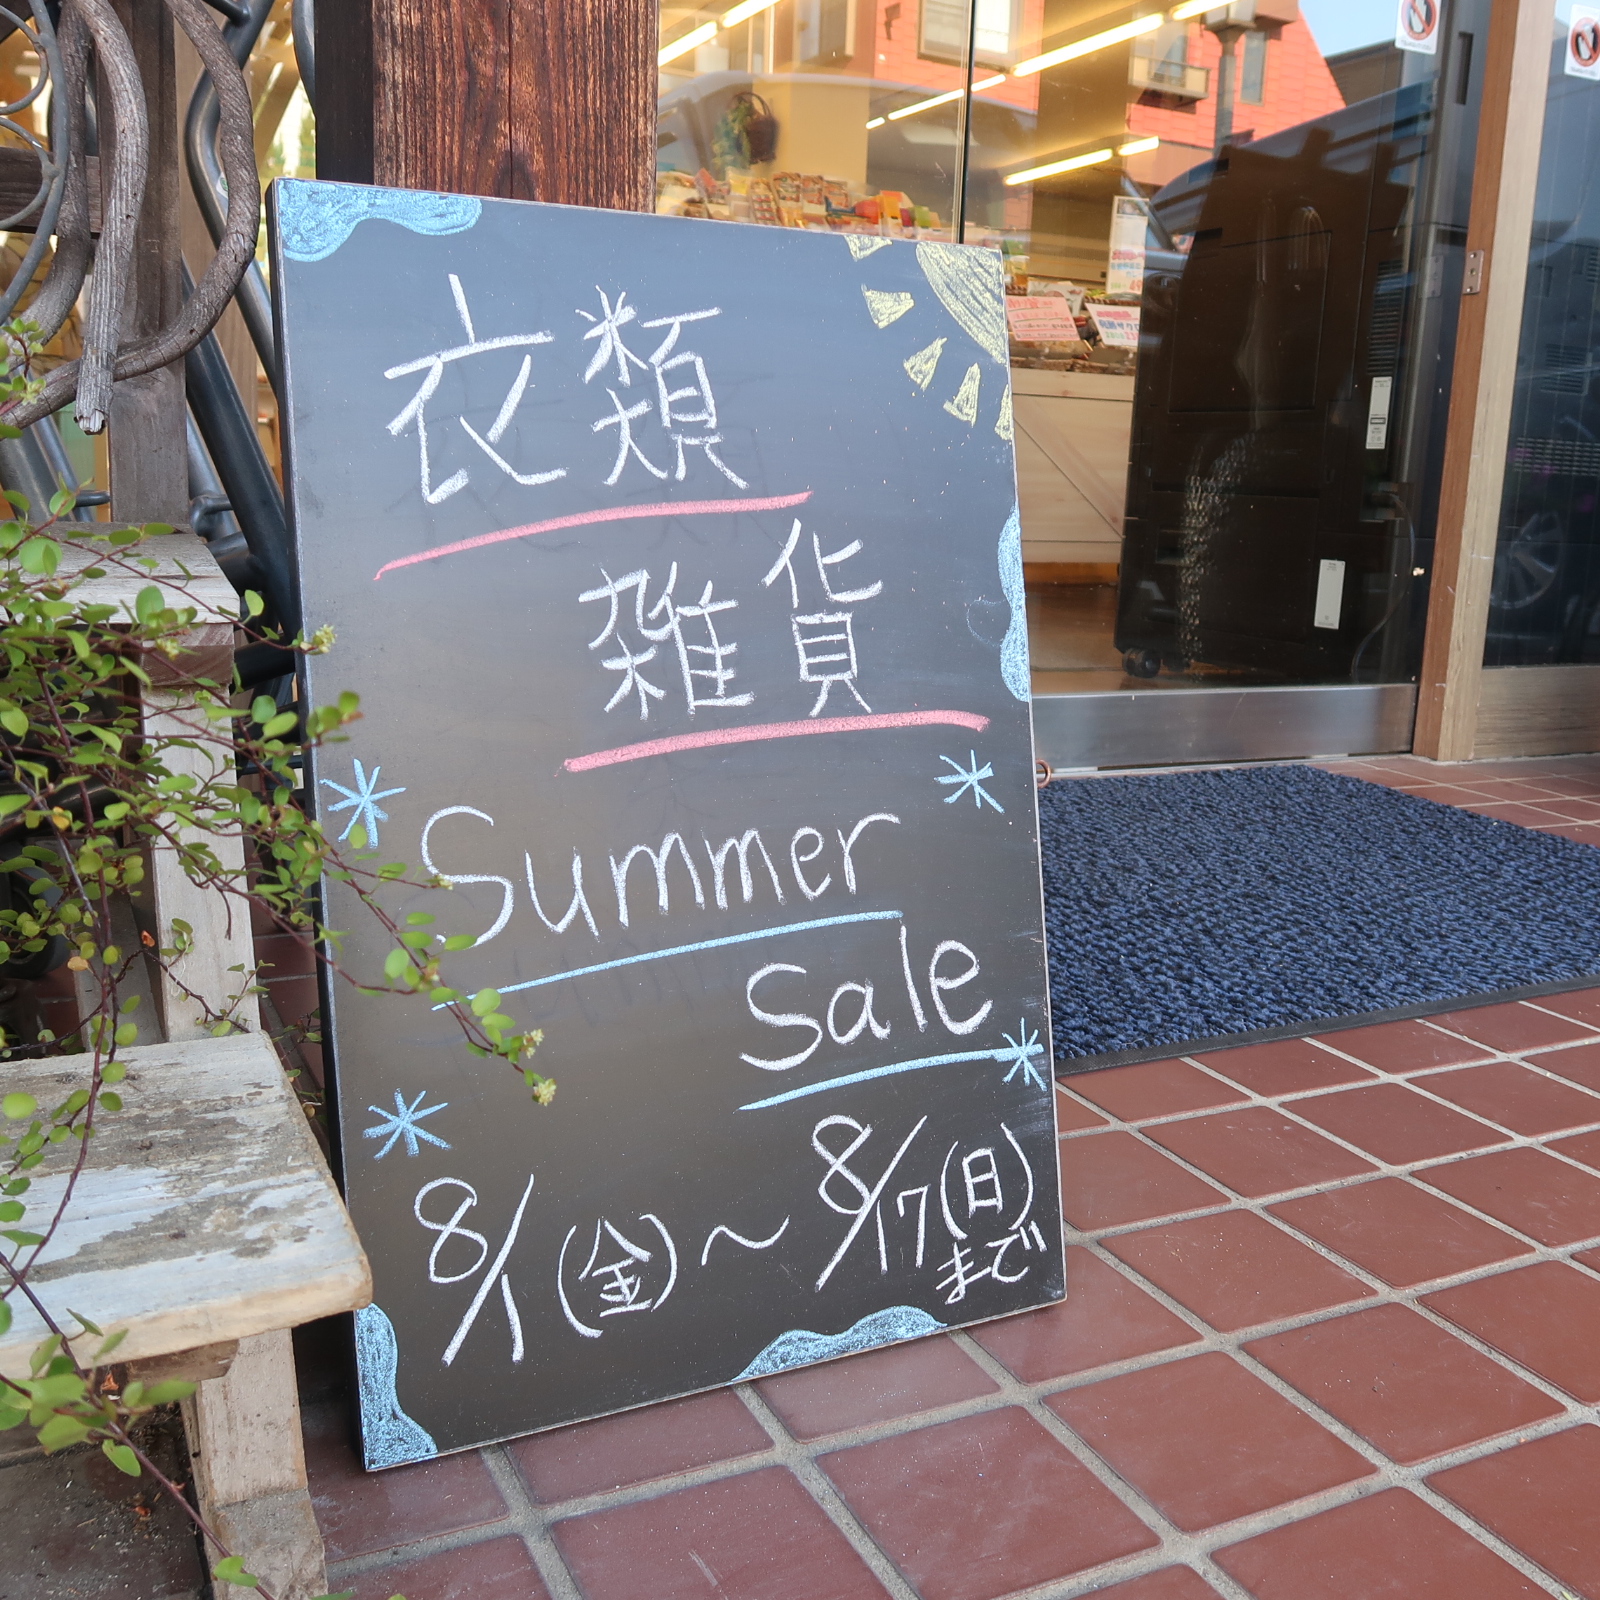 衣類
雑貨
Summer
Sale
8/1(金)～8/17(日)
まで